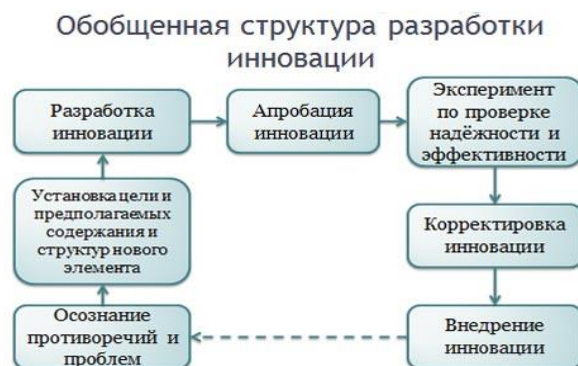 Обобщенная структура разработки
инновации
Разработка
инновации
Апробация
инновации
Эксперимент
по проверке
надёжности и
эффективности
Установка цели и
предполагаемых
содержания и
структур нового
элемента
Корректировка
инновации
Осознание
противоречий и
проблем
Внедрение
инновации